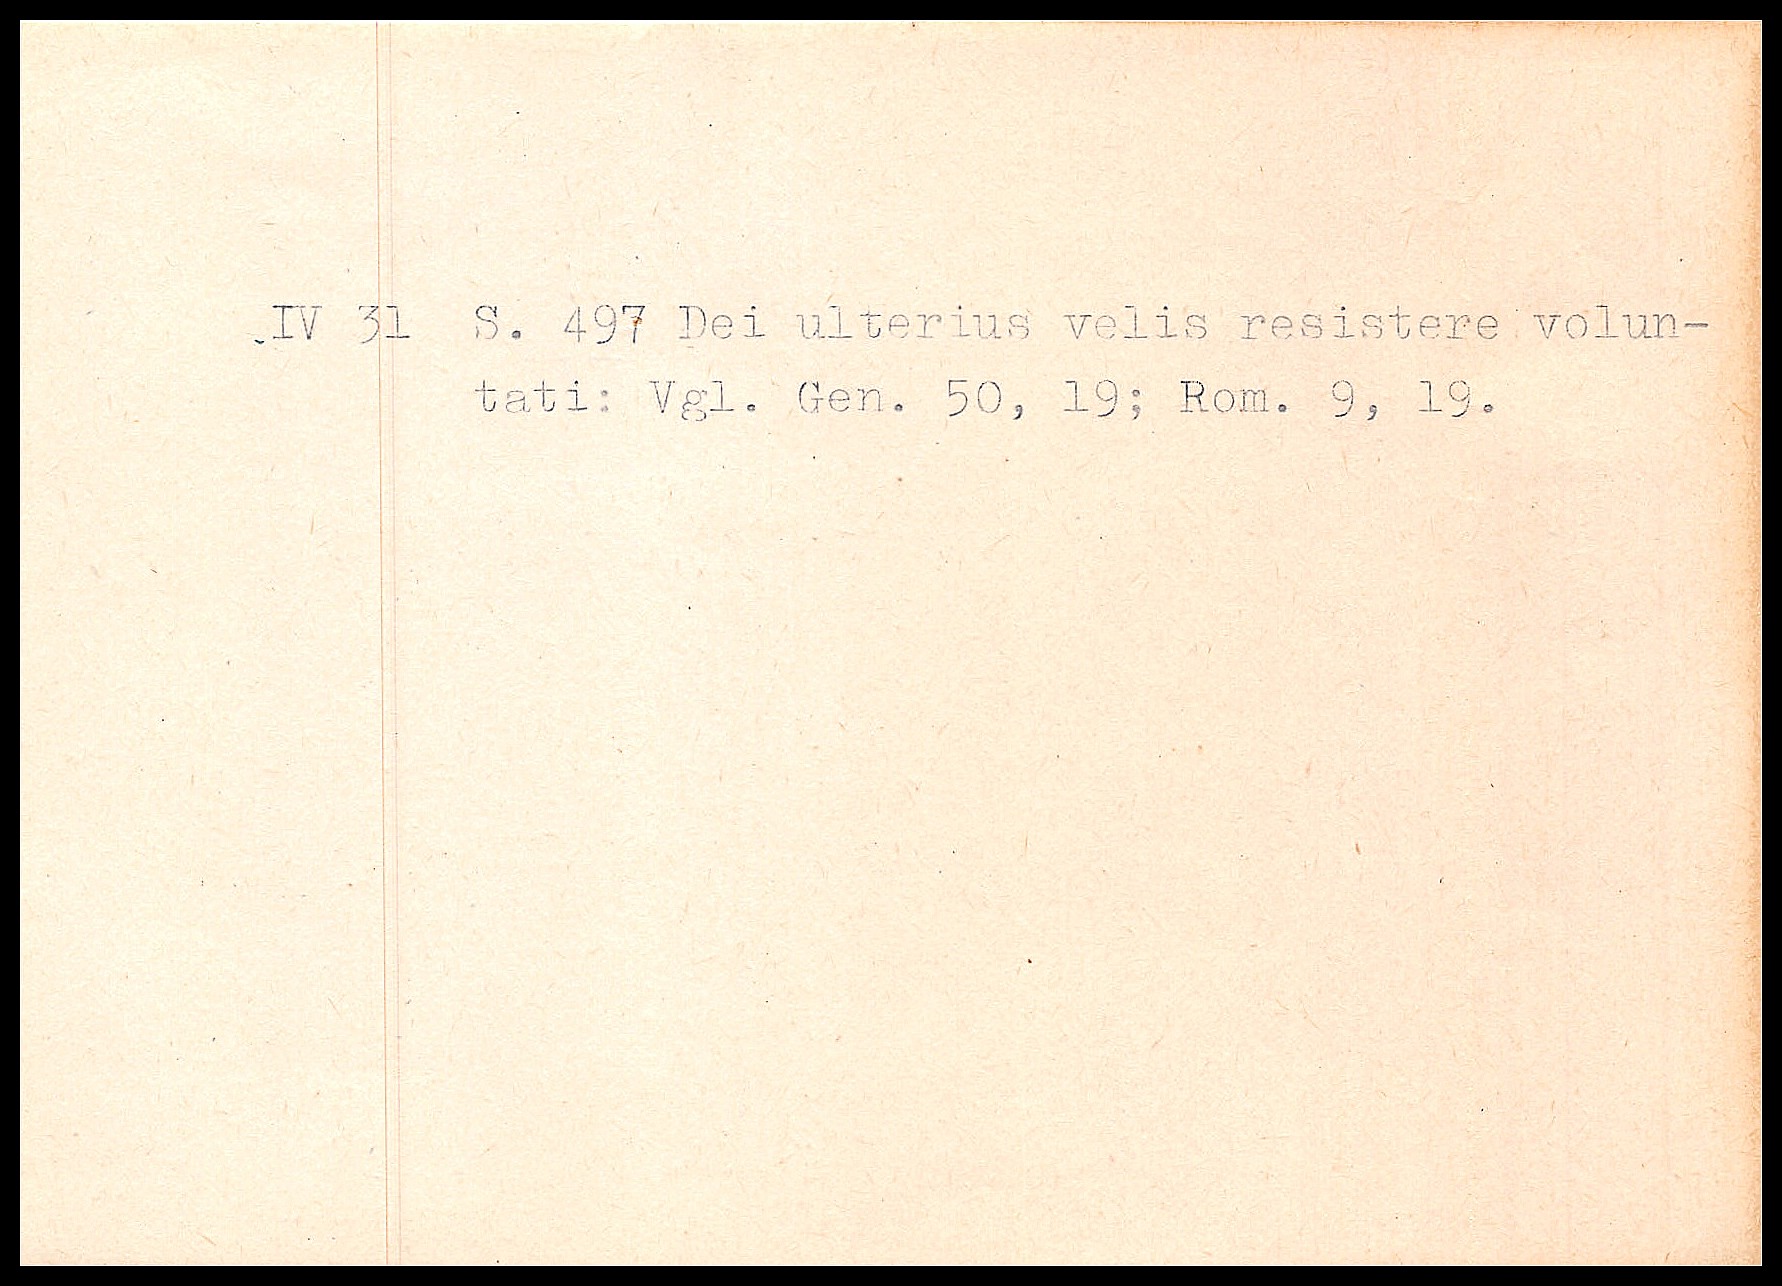 IV 31 S. 497 Dei ulterius velis resistere volun-
tati: Vgl. Gen. 50, 19; Rom. 9, 19.